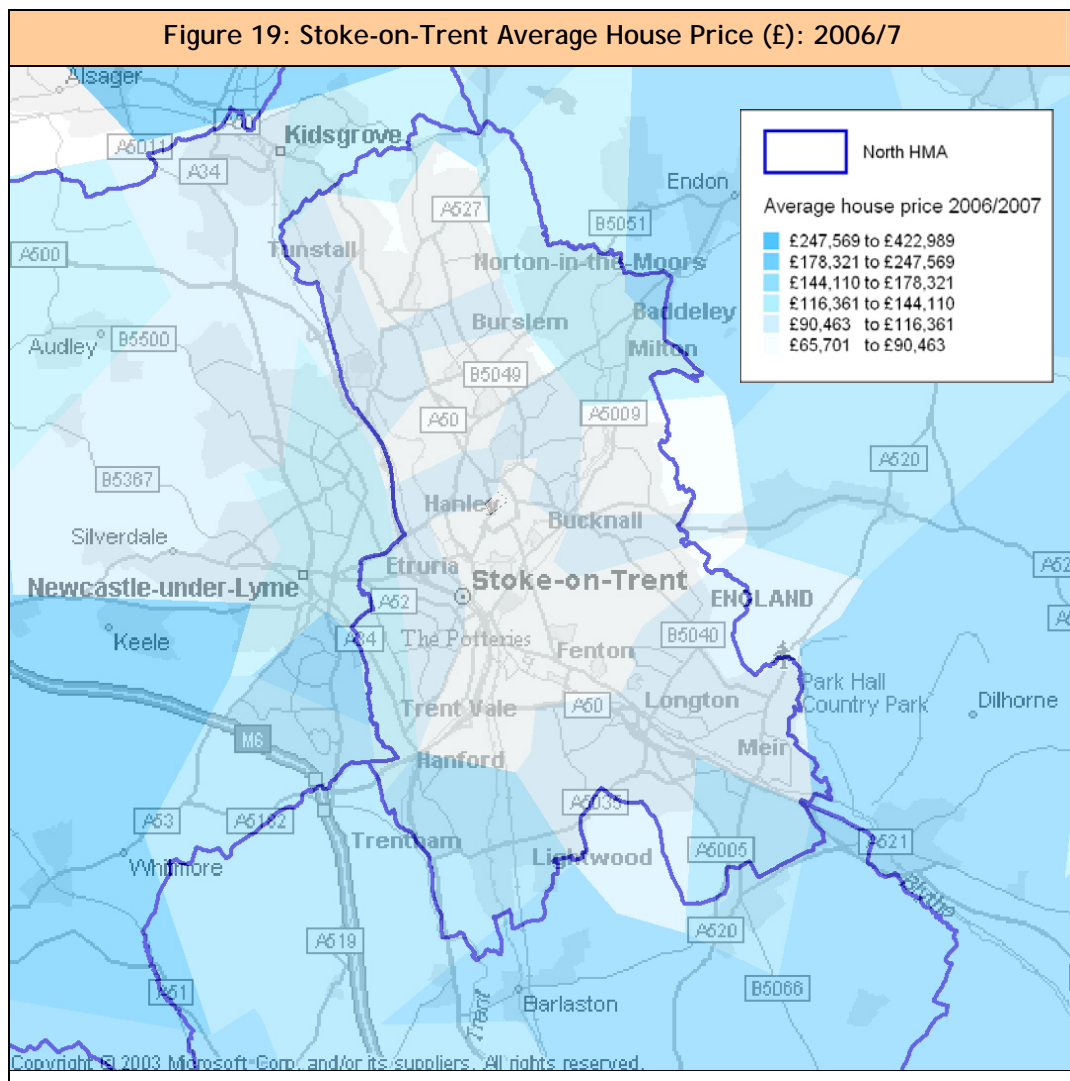 Figure 19: Stoke-on-Trent Average House Price (£): 2006/7
Alsager
A5011
Kidsgrove
A34
North HMA
Endon
A527
Average house price 2006/2007
B5051
£247,569 to £422,989
£178,321 to £247,569
£144,110 to £178,321
£116,361 to £144,110
£90,463 to £116,361
£65,701 to £90,463
A500
Tunstall
Norton-in-the-Moors
Baddeley
Burslem
Audley
B5500
Milton
B5049
A50
A5009
A520
B5367
Hanley
Bucknall
Silverdale
Etruria
Stoke-on-Trent
Newcastle-under-Lyme
A52
ENGLAND
Keele
A34
The Potteries
B5040
Fenton
Park Hall
Country Park
Longton
Dilhorne
Trent Vale
A50
M6
Meir
Hanford
A5035
A53
A5182
Trentham
Lightwood
A5005
A521
Whitmore
Blithe
A519
A520
A51
B5066
Barlaston
Trent
Copyright © 2003 Microsoft Corp. and/or its suppliers. All rights reserved.